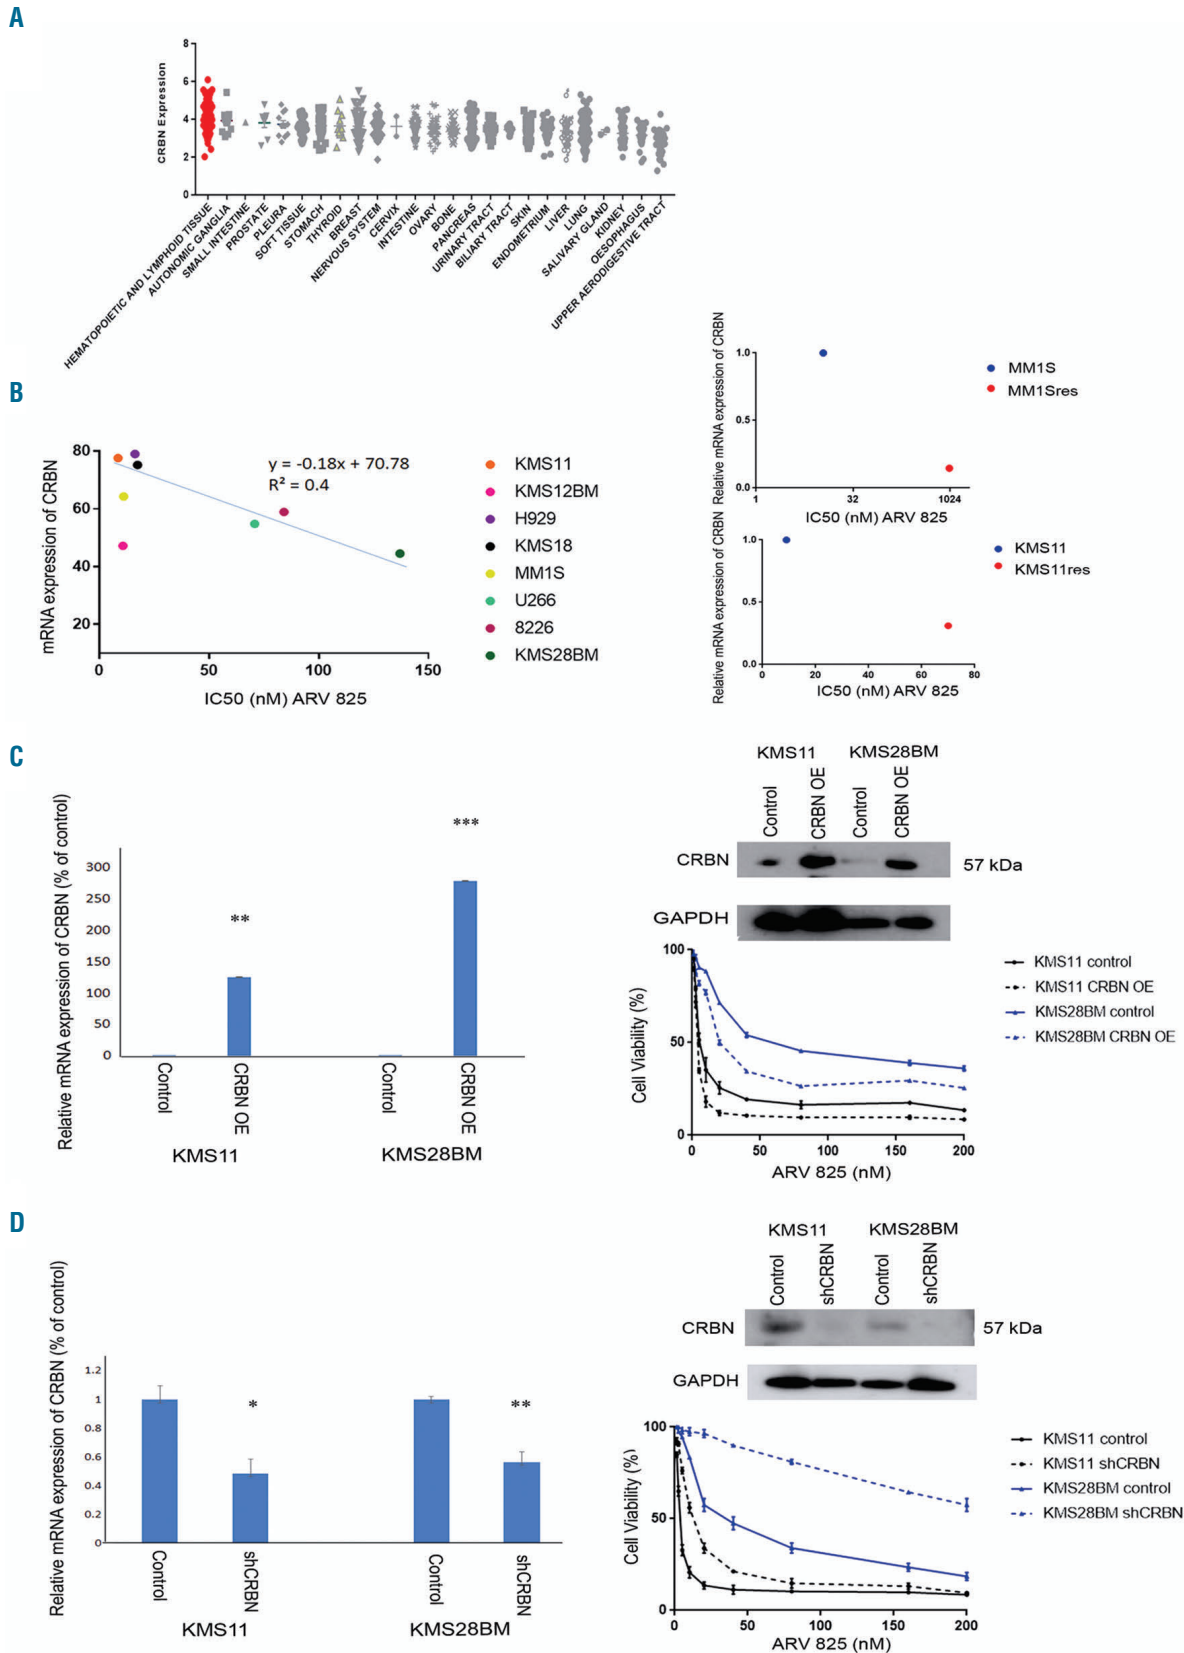 A
CRBN Expression
8
6
4
2
0
HEMATOPOIETIC AND LYMPHOID TISSUE
AUTONOMIC GANGLIA
SMALL INTESTINE
PROSTATE
PLEURA
SOFT TISSUE
STOMACH
THYROID
BREAST
NERVOUS SYSTEM
CERVIX
INTESTINE
OVARY
BONE
PANCREAS
URINARY TRACT
BILIARY TRACT
SKIN
ENDOMETRIUM
LIVER
LUNG
SALIVARY GLAND
KIDNEY
OESOPHAGUS
UPPER AERODIGESTIVE TRACT
B
mRNA expression of CRBN
80
60
40
20
0 50 100 150
IC50 (nM) ARV 825
y = -0.18x + 70.78
R² = 0.4
KMS11
KMS12BM
H929
KMS18
MM1S
U266
8226
KMS28BM
Relative mRNA expression of CRBN
1.0
0.5
0.0
1 32 1024
IC50 (nM) ARV 825
MM1S
MM1Sres
Relative mRNA expression of CRBN
1.0
0.5
0.0
0 20 40 60 80
IC50 (nM) ARV 825
KMS11
KMS11res
C
Relative mRNA expression of CRBN (% of control)
300
250
200
150
100
50
0
**
***
Control
CRBN OE
Control
CRBN OE
KMS11 KMS28BM
KMS11 KMS28BM
Control
CRBN OE
Control
CRBN OE
CRBN 57 kDa
GAPDH
Cell Viability (%)
100
50
0
0 50 100 150 200
ARV 825 (nM)
KMS11 control
KMS11 CRBN OE
KMS28BM control
KMS28BM CRBN OE
D
Relative mRNA expression of CRBN (% of control)
1.2
1
0.8
0.6
0.4
0.2
0
*
**
Control
shCRBN
Control
shCRBN
KMS11 KMS28BM
KMS11 KMS28BM
Control
shCRBN
Control
shCRBN
CRBN 57 kDa
GAPDH
Cell Viability (%)
100
50
0
0 50 100 150 200
ARV 825 (nM)
KMS11 control
KMS11 shCRBN
KMS28BM control
KMS28BM shCRBN